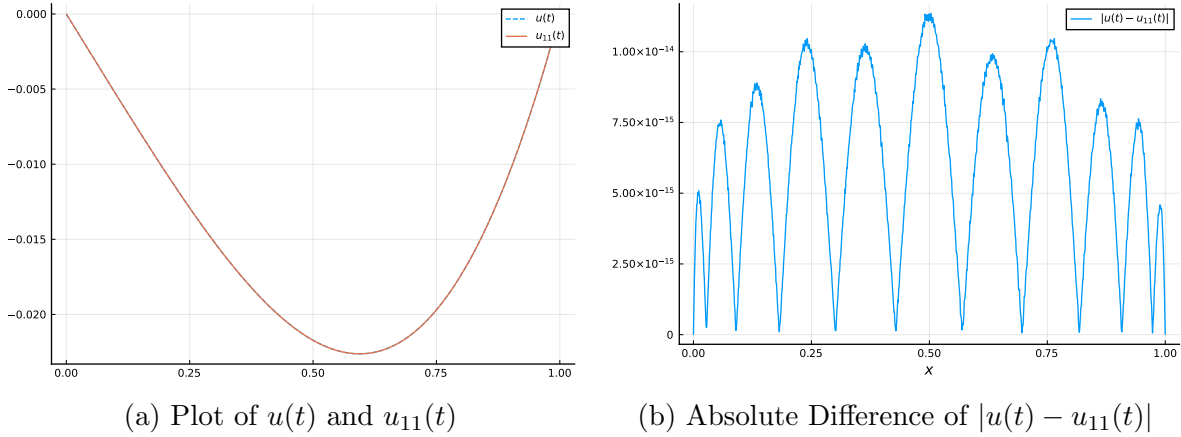 0.000
−0.005
−0.010
−0.015
−0.020
0.00 0.25 0.50 0.75 1.00
u(t)
u₁₁(t)
(a) Plot of u(t) and u₁₁(t)
1.00×10⁻¹⁴
7.50×10⁻¹⁵
5.00×10⁻¹⁵
2.50×10⁻¹⁵
0
0.00 0.25 0.50 0.75 1.00
x
|u(t) − u₁₁(t)|
(b) Absolute Difference of |u(t) − u₁₁(t)|